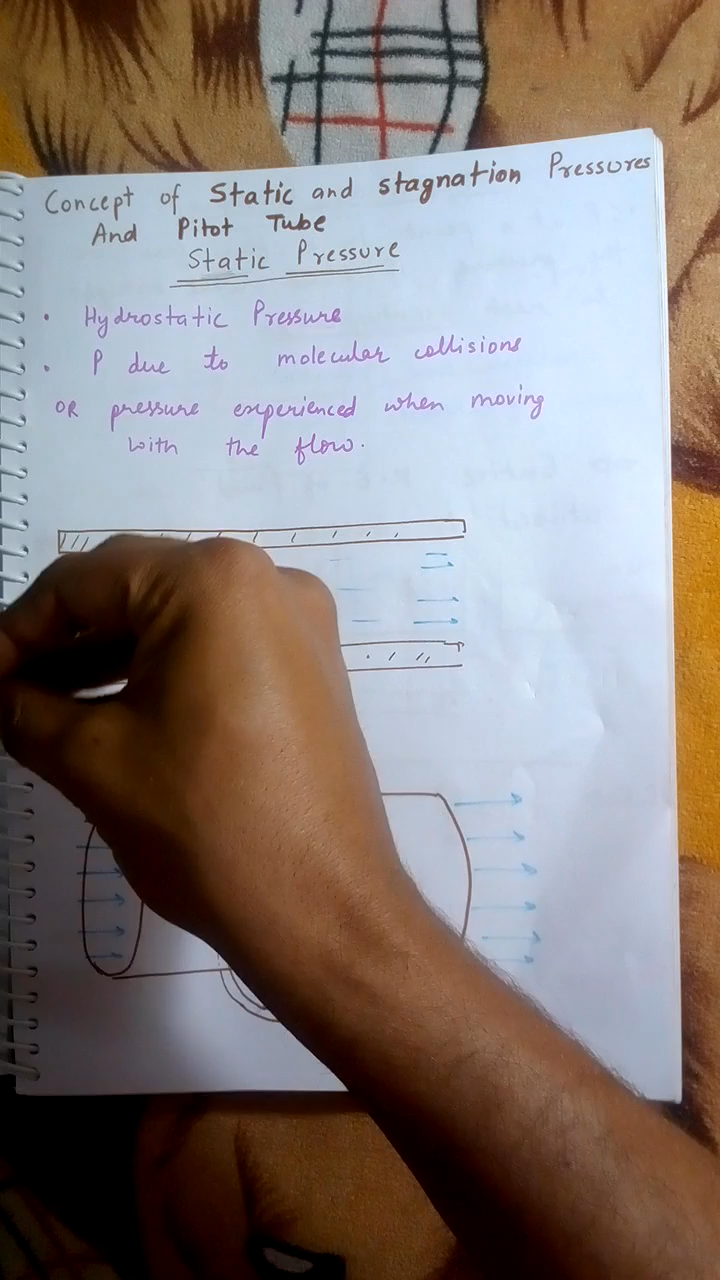 Concept of Static and stagnation Pressures
And Pitot Tube
Static Pressure
• Hydrostatic Pressure
• P due to molecular collisions
OR pressure experienced when moving
with the flow.